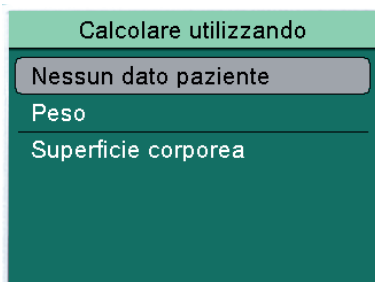 Calcolare utilizzando
Nessun dato paziente
Peso
Superficie corporea